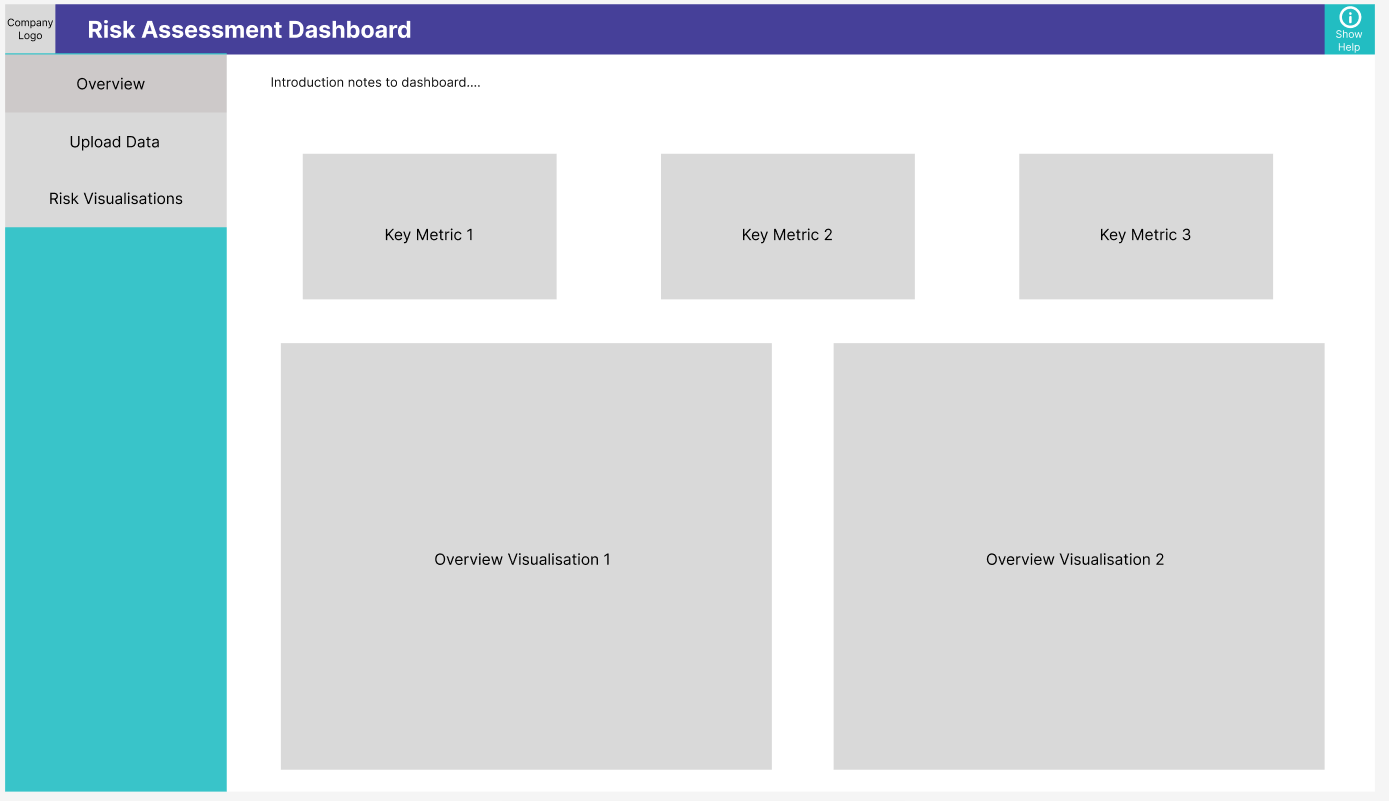 Company
Logo
Risk Assessment Dashboard
Show
Help
Overview
Upload Data
Risk Visualisations
Introduction notes to dashboard....
Key Metric 1
Key Metric 2
Key Metric 3
Overview Visualisation 1
Overview Visualisation 2